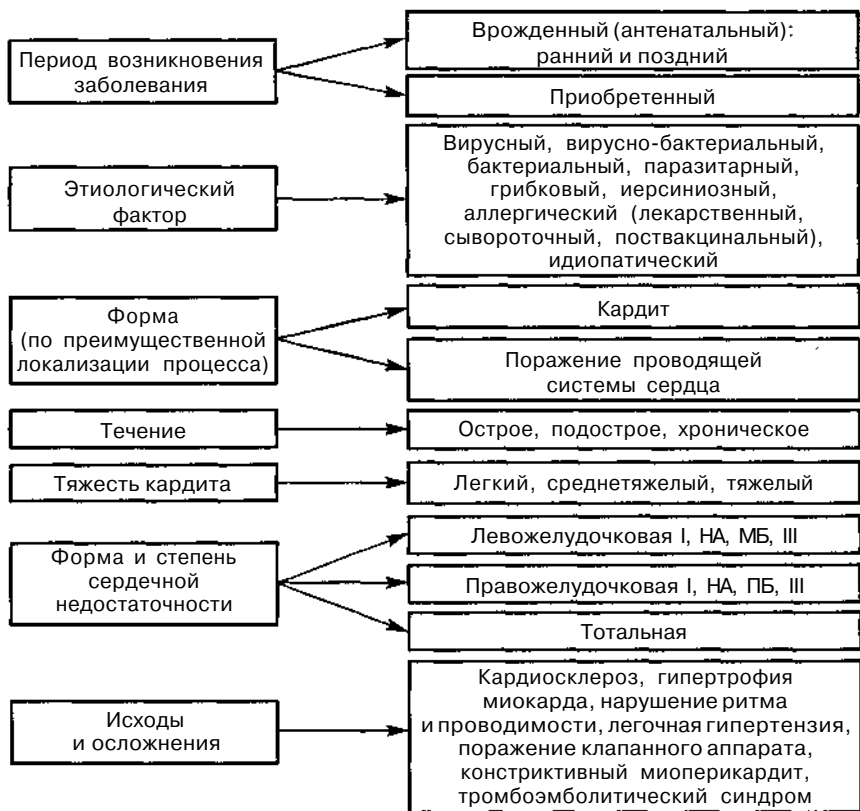 Период возникновения
заболевания
Врожденный (антенатальный):
ранний и поздний
Приобретенный
Этиологический
фактор
Вирусный, вирусно-бактериальный,
бактериальный, паразитарный,
грибковый, иерсиниозный,
аллергический (лекарственный,
сывороточный, поствакцинальный),
идиопатический
Форма
(по преимущественной
локализации процесса)
Кардит
Поражение проводящей
системы сердца
Течение
Острое, подострое, хроническое
Тяжесть кардита
Легкий, среднетяжелый, тяжелый
Форма и степень
сердечной
недостаточности
Левожелудочковая I, НА, МБ, III
Правожелудочковая I, НА, ПБ, III
Тотальная
Исходы
и осложнения
Кардиосклероз, гипертрофия
миокарда, нарушение ритма
и проводимости, легочная гипертензия,
поражение клапанного аппарата,
констриктивный миоперикардит,
тромбоэмболитический синдром